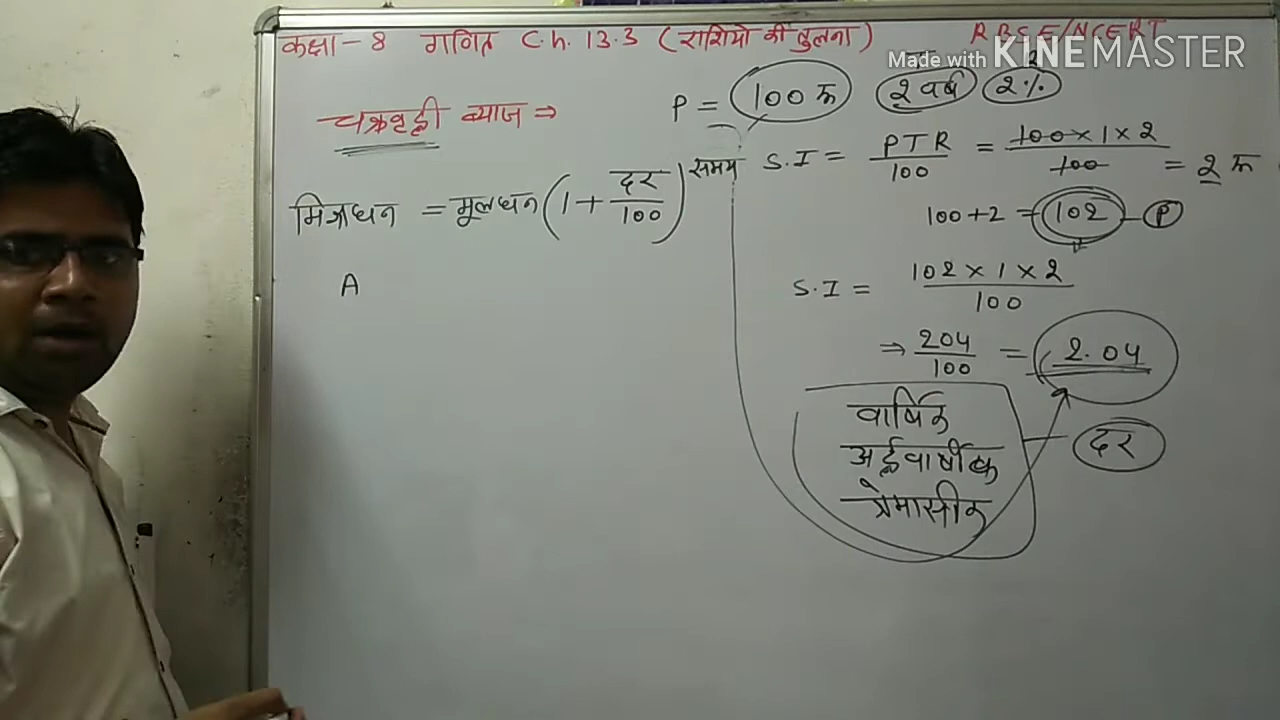 कक्षा - 8 गणित Ch. 13.3 (राशियो की तुलना) RBSE/NCERT
Made with KINEMASTER
चक्रवृद्धी ब्याज ⇒
P = 100 रू 2 वर्ष 2%
मिश्रधन = मूलधन (1 + दर/100)^समय
S.I = PTR/100 = 100 × 1 × 2/100 = 2 रू
100 + 2 = 102 - P
A
S.I = 102 × 1 × 2/100
⇒ 204/100 = 2.04
वार्षिक
अर्द्धवार्षीक
त्रेमासीक
दर